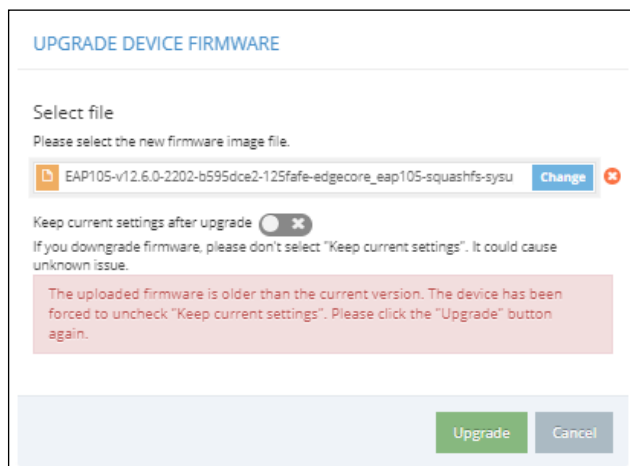 UPGRADE DEVICE FIRMWARE
Select file
Please select the new firmware image file.
EAP105-v12.6.0-2202-b595dce2-125fafe-edgecore_eap105-squashfs-sysu
Change
Keep current settings after upgrade
If you downgrade firmware, please don't select "Keep current settings". It could cause
unknown issue.
The uploaded firmware is older than the current version. The device has been
forced to uncheck "Keep current settings". Please click the "Upgrade" button
again.
Upgrade Cancel